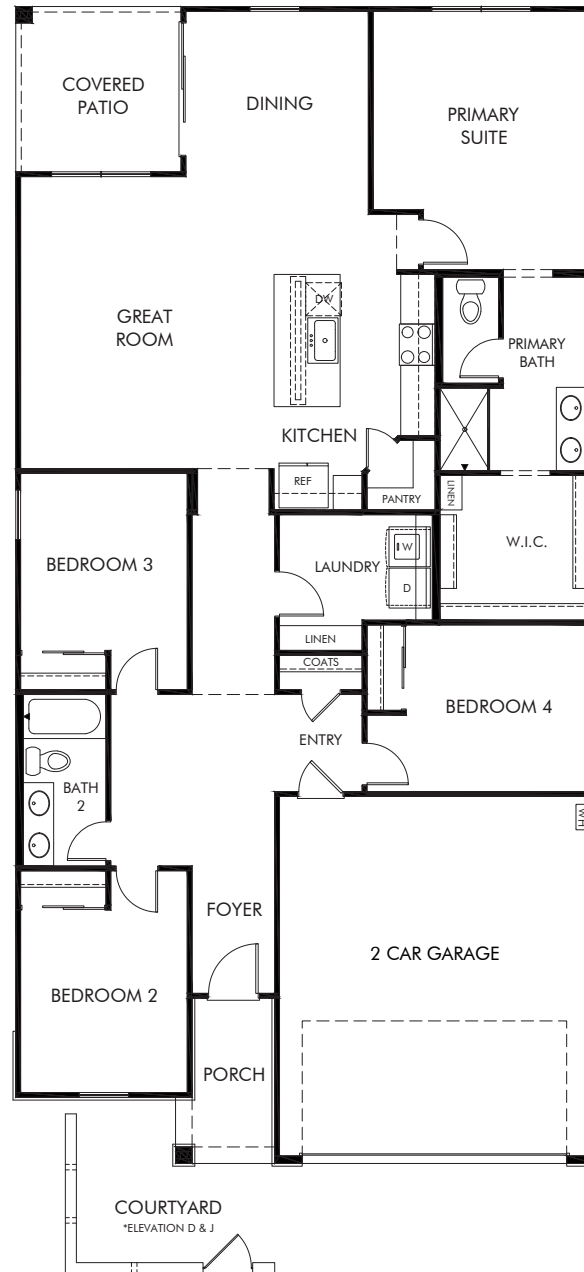 COVERED
PATIO
DINING
PRIMARY
SUITE
GREAT
ROOM
DW
PRIMARY
BATH
KITCHEN
REF
PANTRY
LINEN
W.I.C.
BEDROOM 3
LAUNDRY
W
D
LINEN
COATS
BEDROOM 4
ENTRY
BATH
2
WH
FOYER
2 CAR GARAGE
BEDROOM 2
PORCH
COURTYARD
*ELEVATION D & J